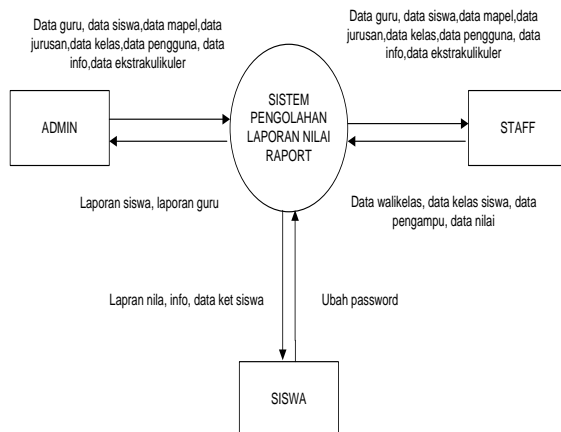 Data guru, data siswa,data mapel,data
jurusan,data kelas,data pengguna, data
info,data ekstrakulikuler
Data guru, data siswa,data mapel,data
jurusan,data kelas,data pengguna, data
info,data ekstrakulikuler
ADMIN
SISTEM
PENGOLAHAN
LAPORAN NILAI
RAPORT
STAFF
Laporan siswa, laporan guru
Data walikelas, data kelas siswa, data
pengampu, data nilai
Lapran nila, info, data ket siswa
Ubah password
SISWA